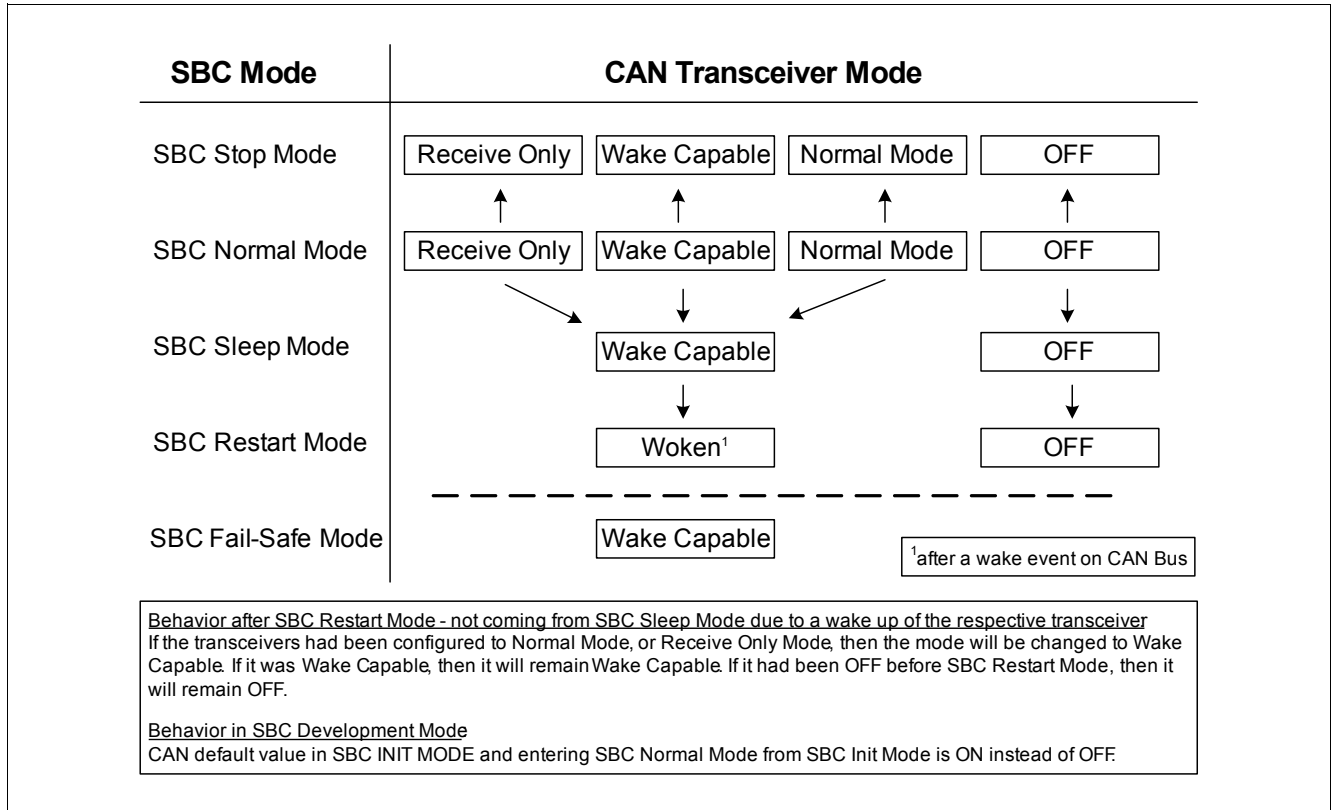 SBC Mode CAN Transceiver Mode
SBC Stop Mode Receive Only Wake Capable Normal Mode OFF
SBC Normal Mode Receive Only Wake Capable Normal Mode OFF
SBC Sleep Mode Wake Capable OFF
SBC Restart Mode Woken¹ OFF
SBC Fail-Safe Mode Wake Capable
¹after a wake event on CAN Bus
Behavior after SBC Restart Mode - not coming from SBC Sleep Mode due to a wake up of the respective transceiver
If the transceivers had been configured to Normal Mode, or Receive Only Mode, then the mode will be changed to Wake
Capable. If it was Wake Capable, then it will remain Wake Capable. If it had been OFF before SBC Restart Mode, then it
will remain OFF.
Behavior in SBC Development Mode
CAN default value in SBC INIT MODE and entering SBC Normal Mode from SBC Init Mode is ON instead of OFF.